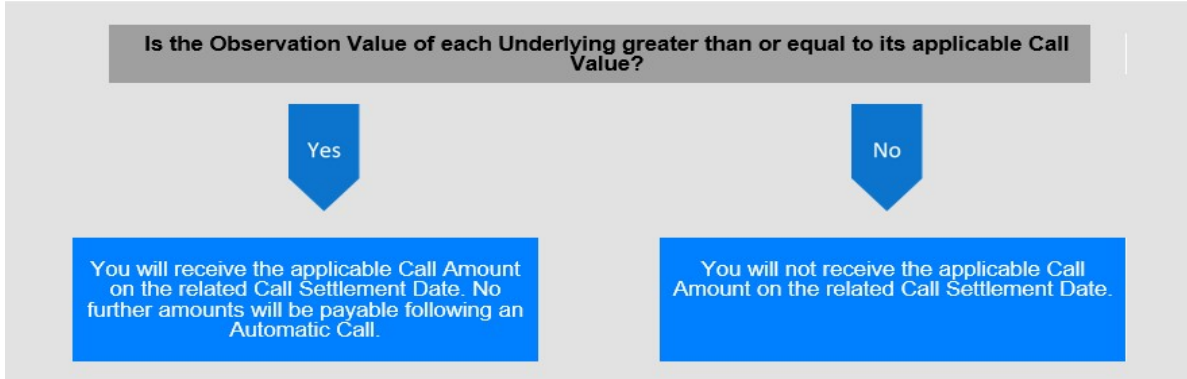 Is the Observation Value of each Underlying greater than or equal to its applicable Call
Value?
Yes
No
You will receive the applicable Call Amount
on the related Call Settlement Date. No
further amounts will be payable following an
Automatic Call.
You will not receive the applicable Call
Amount on the related Call Settlement Date.